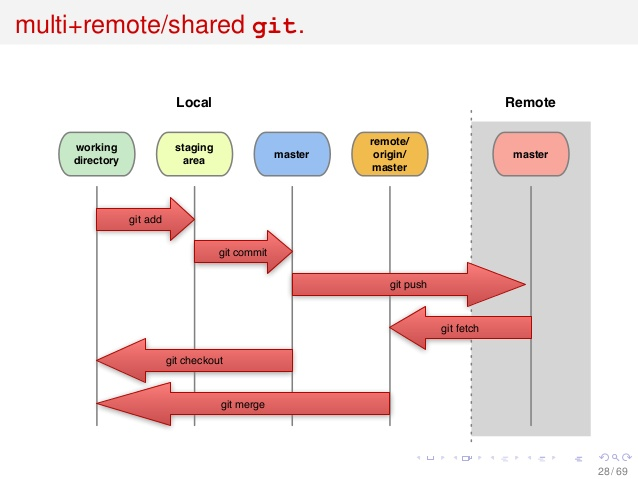 multi+remote/shared git.
Local
Remote
working
directory
staging
area
master
remote/
origin/
master
master
git add
git commit
git push
git fetch
git checkout
git merge
28/69